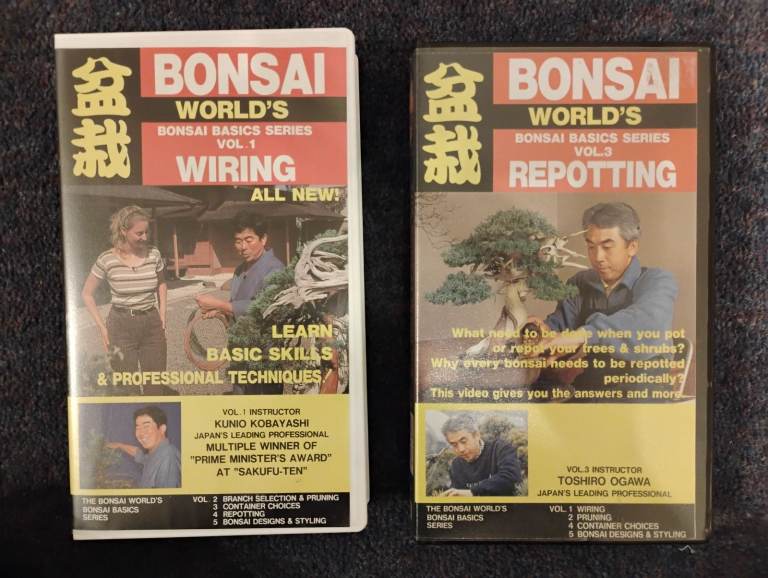 盆栽
BONSAI
WORLD'S
BONSAI BASICS SERIES
VOL.1
WIRING
ALL NEW!
LEARN
BASIC SKILLS
& PROFESSIONAL TECHNIQUES!
VOL.1 INSTRUCTOR
KUNIO KOBAYASHI
JAPAN'S LEADING PROFESSIONAL
MULTIPLE WINNER OF
"PRIME MINISTER'S AWARD"
AT "SAKUFU-TEN"
THE BONSAI WORLD'S
BONSAI BASICS
SERIES
VOL. 2 BRANCH SELECTION & PRUNING
3 CONTAINER CHOICES
4 REPOTTING
5 BONSAI DESIGNS & STYLING
盆栽
BONSAI
WORLD'S
BONSAI BASICS SERIES
VOL.3
REPOTTING
What need to be done when you pot
or repot your trees & shrubs?
Why every bonsai needs to be repotted
periodically?
This video gives you the answers and more.
VOL.3 INSTRUCTOR
TOSHIRO OGAWA
JAPAN'S LEADING PROFESSIONAL
THE BONSAI WORLD'S
BONSAI BASICS
SERIES
VOL. 1 WIRING
2 PRUNING
4 CONTAINER CHOICES
5 BONSAI DESIGNS & STYLING